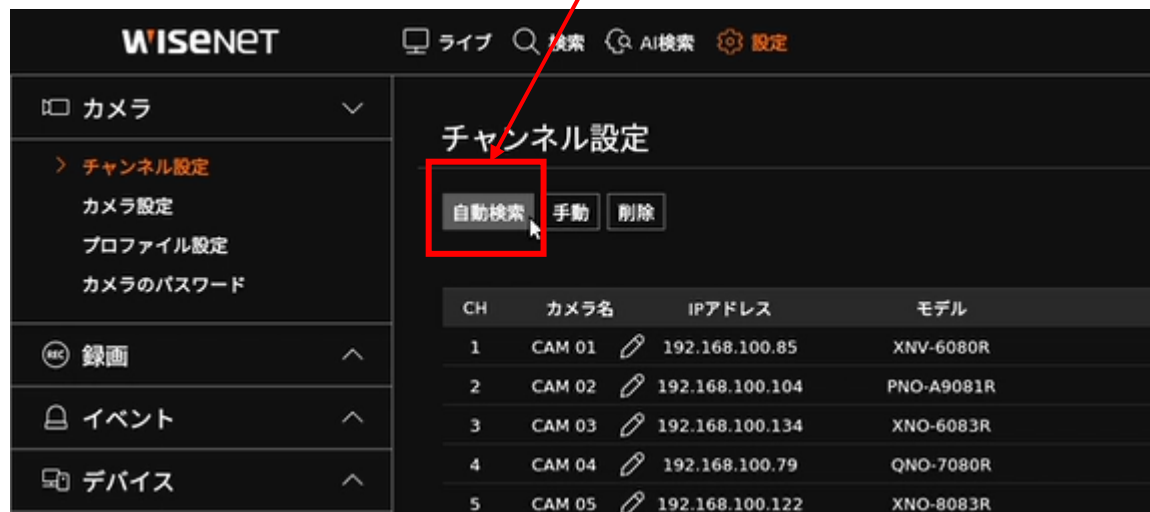 WISENET
ライブ 検索 AI検索 設定
カメラ
チャンネル設定
カメラ設定
プロファイル設定
カメラのパスワード
録画
イベント
デバイス
チャンネル設定
自動検索 手動 削除
CH カメラ名 IPアドレス モデル
1 CAM 01 192.168.100.85 XNV-6080R
2 CAM 02 192.168.100.104 PNO-A9081R
3 CAM 03 192.168.100.134 XNO-6083R
4 CAM 04 192.168.100.79 QNO-7080R
5 CAM 05 192.168.100.122 XNO-8083R